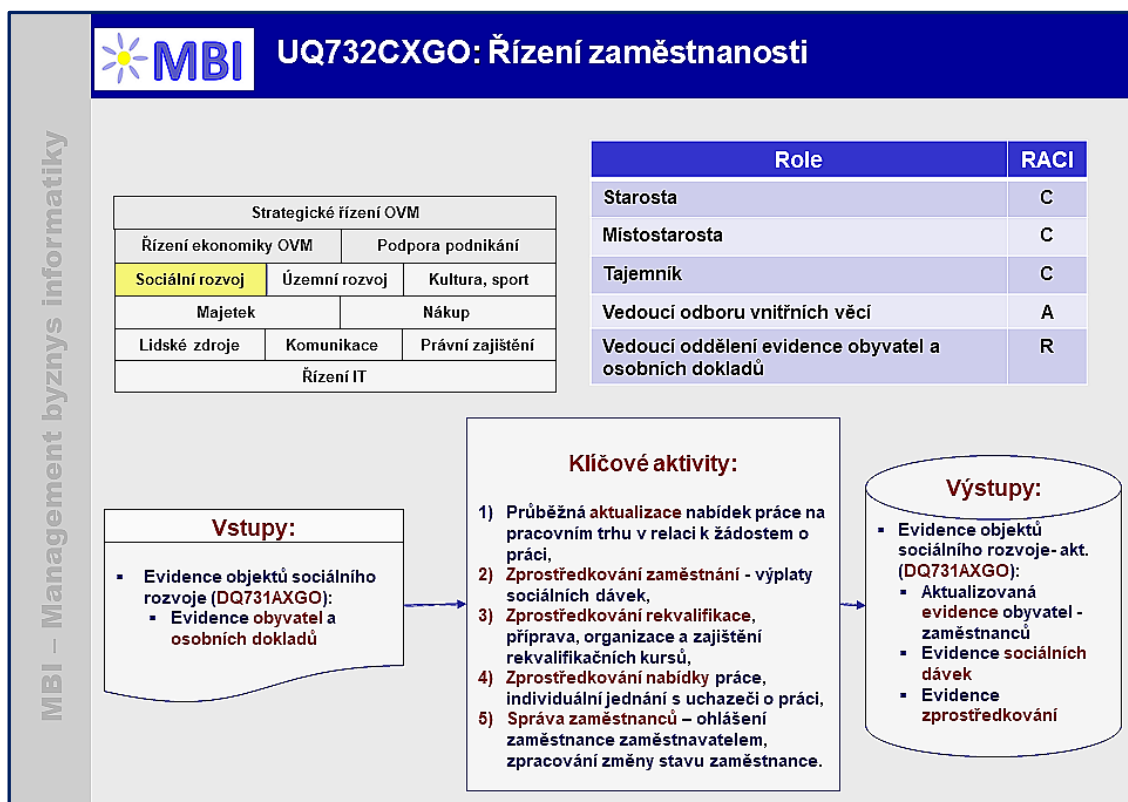 MBI
UQ732CXGO: Řízení zaměstnanosti
MBI – Management byznys informatiky
Role RACI
Starosta C
Místostarosta C
Tajemník C
Vedoucí odboru vnitřních věcí A
Vedoucí oddělení evidence obyvatel a R
osobních dokladů
Strategické řízení OVM
Řízení ekonomiky OVM Podpora podnikání
Sociální rozvoj Územní rozvoj Kultura, sport
Majetek Nákup
Lidské zdroje Komunikace Právní zajištění
Řízení IT
Vstupy:
▪ Evidence objektů sociálního
rozvoje (DQ731AXGO):
▪ Evidence obyvatel a
osobních dokladů
Klíčové aktivity:
1) Průběžná aktualizace nabídek práce na
pracovním trhu v relaci k žádostem o
práci,
2) Zprostředkování zaměstnání - výplaty
sociálních dávek,
3) Zprostředkování rekvalifikace,
příprava, organizace a zajištění
rekvalifikačních kursů,
4) Zprostředkování nabídky práce,
individuální jednání s uchazeči o práci,
5) Správa zaměstnanců – ohlášení
zaměstnance zaměstnavatelem,
zpracování změny stavu zaměstnance.
Výstupy:
▪ Evidence objektů
sociálního rozvoje- akt.
(DQ731AXGO):
▪ Aktualizovaná
evidence obyvatel -
zaměstnanců
▪ Evidence sociálních
dávek
▪ Evidence
zprostředkování